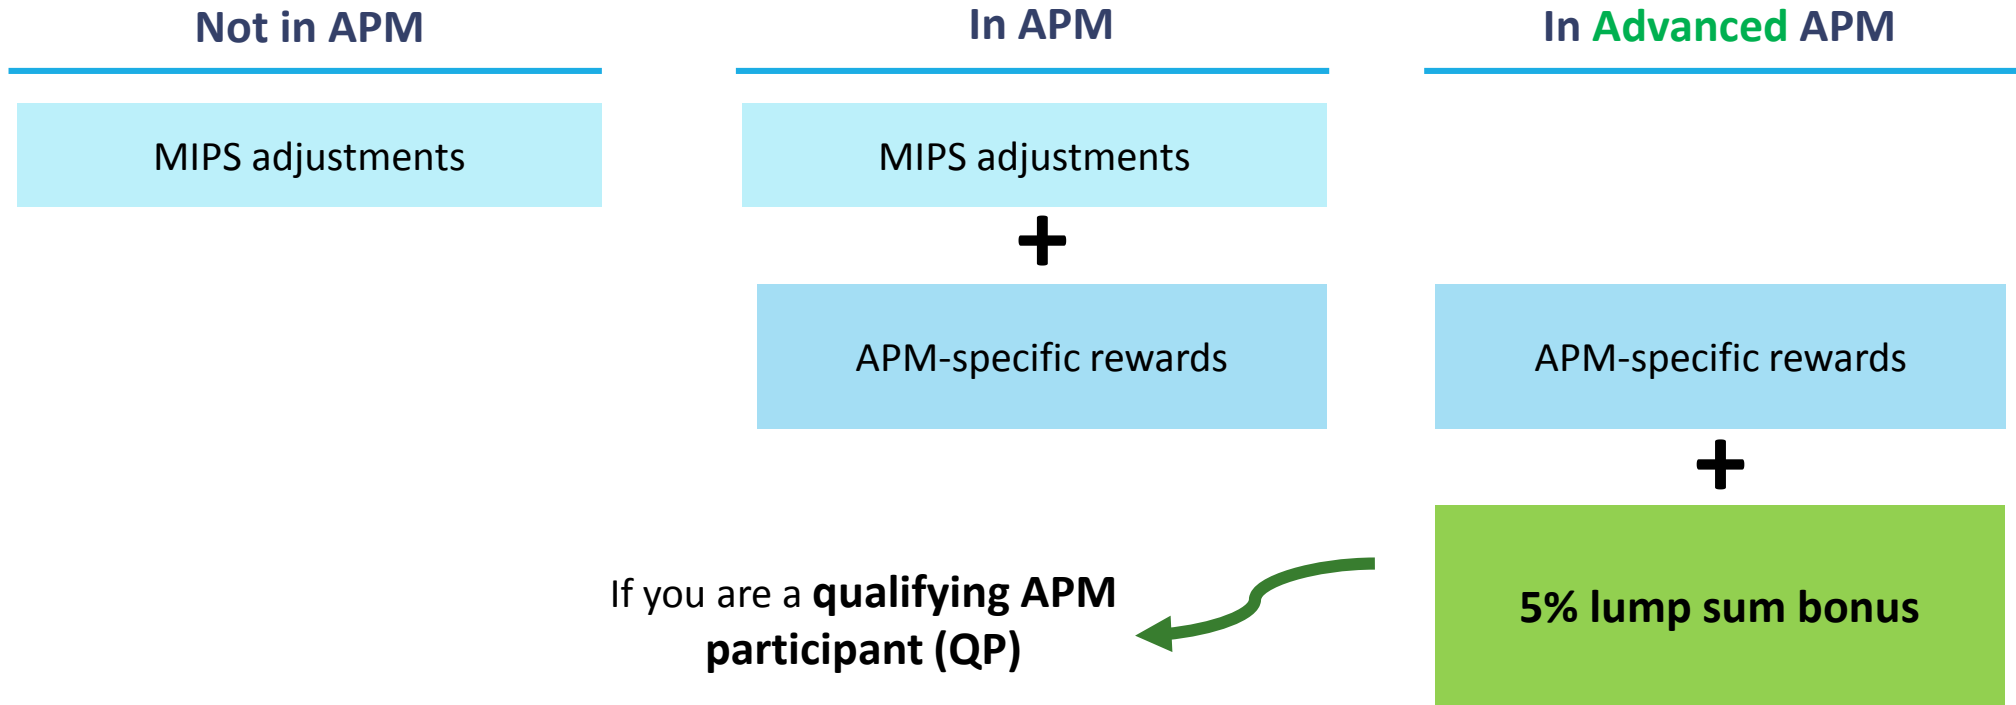 Not in APM
In APM
In Advanced APM
MIPS adjustments
MIPS adjustments
+
+
APM-specific rewards
APM-specific rewards
If you are a qualifying APM
participant (QP)
5% lump sum bonus